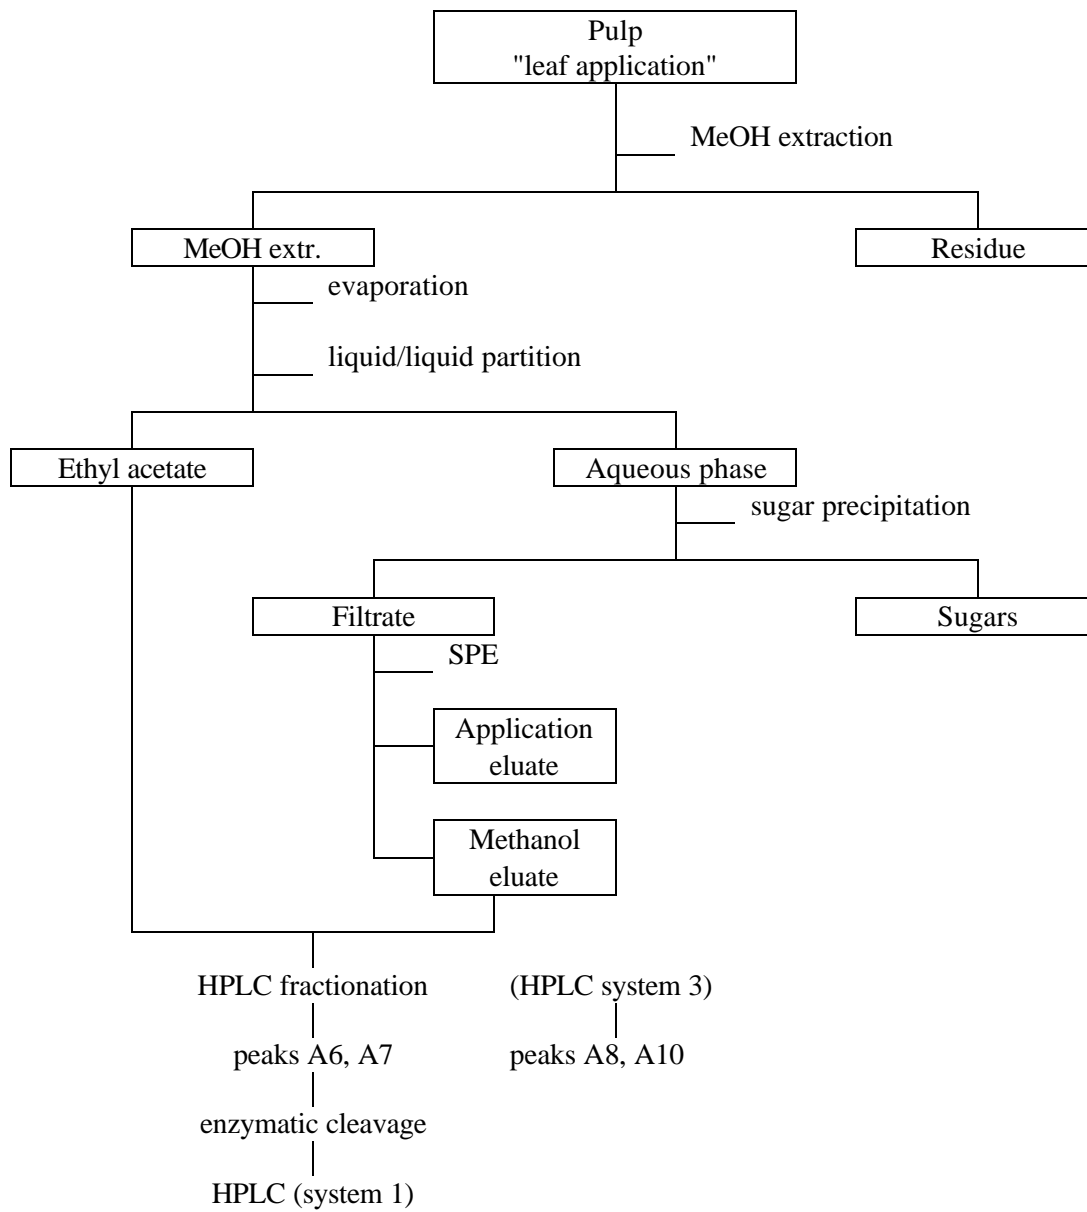 Pulp
"leaf application"
MeOH extraction
MeOH extr.
Residue
evaporation
liquid/liquid partition
Ethyl acetate
Aqueous phase
sugar precipitation
Filtrate
Sugars
SPE
Application
eluate
Methanol
eluate
HPLC fractionation
(HPLC system 3)
peaks A6, A7
peaks A8, A10
enzymatic cleavage
HPLC (system 1)